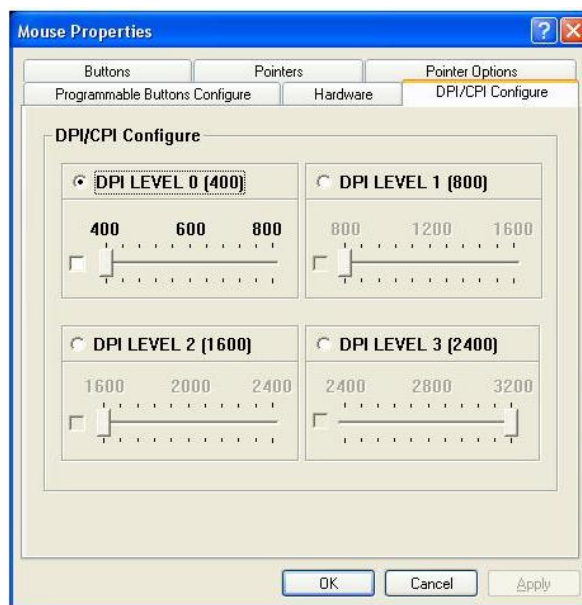 Mouse Properties
Buttons Pointers Pointer Options
Programmable Buttons Configure Hardware DPI/CPI Configure
DPI/CPI Configure
DPI LEVEL 0 (400) DPI LEVEL 1 (800)
400 600 800 800 1200 1600
DPI LEVEL 2 (1600) DPI LEVEL 3 (2400)
1600 2000 2400 2400 2800 3200
OK Cancel Apply